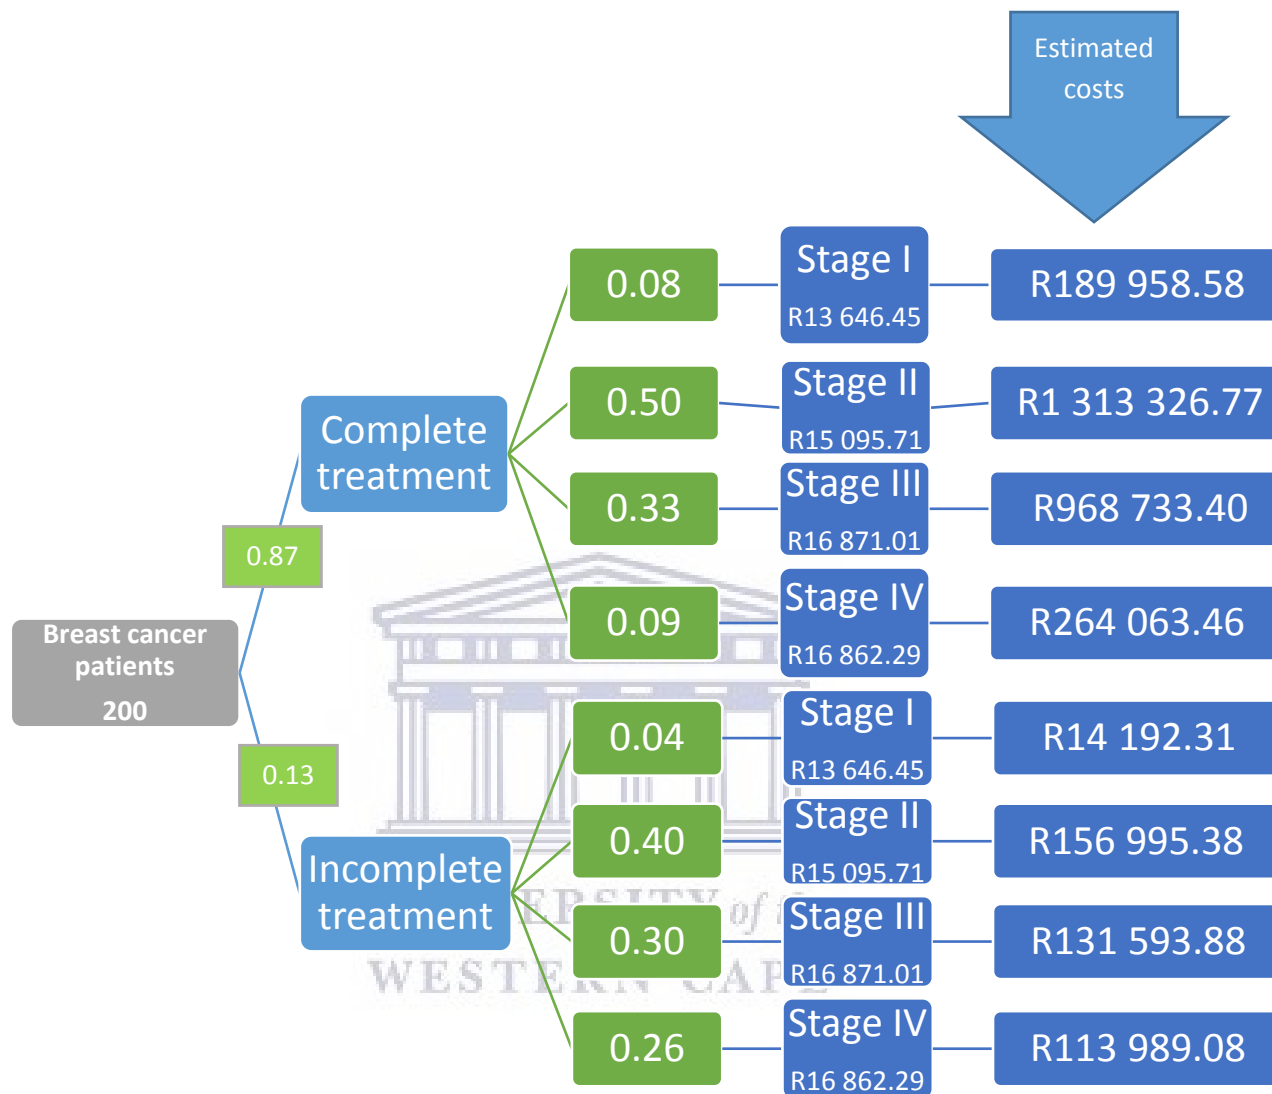 Estimated
costs
0.08
Stage I
R13 646.45
R189 958.58
0.50
Stage II
R15 095.71
R1 313 326.77
Complete
treatment
0.33
Stage III
R16 871.01
R968 733.40
0.87
0.09
Stage IV
R16 862.29
R264 063.46
Breast cancer
patients
200
0.04
Stage I
R13 646.45
R14 192.31
0.13
0.40
Stage II
R15 095.71
R156 995.38
Incomplete
treatment
0.30
Stage III
R16 871.01
R131 593.88
0.26
Stage IV
R16 862.29
R113 989.08
of
WESTERN CAPE